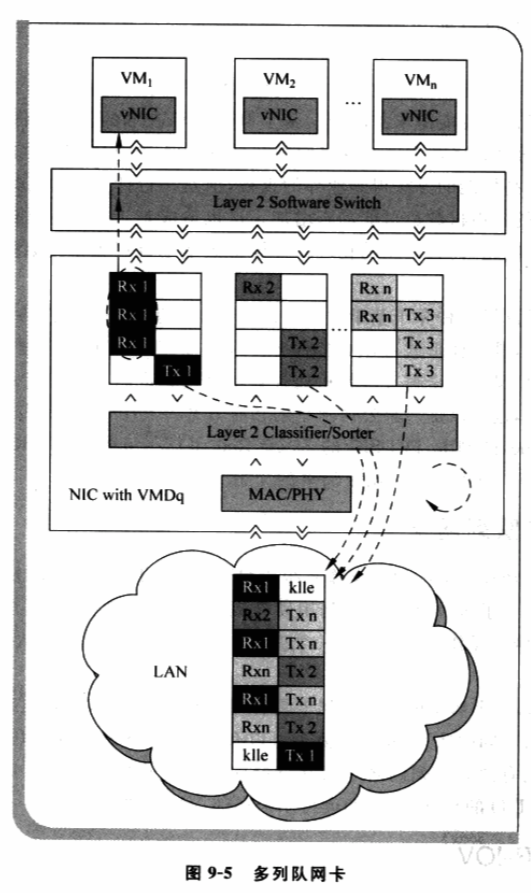 VM1 VM2 VMn
vNIC vNIC ... vNIC
Layer 2 Software Switch
Rx 1 Rx 2 Rx n
Rx 1 Rx n Tx 3
Rx 1 Tx 2 ... Tx 3
Tx 1 Tx 2 Tx 3
Layer 2 Classifier/Sorter
NIC with VMDq MAC/PHY
LAN
Rx1 klle
Rx2 Tx n
Rx1 Tx n
Rxn Tx 2
Rx1 Tx n
Rxn Tx 2
klle Tx 1
图 9-5 多列队网卡